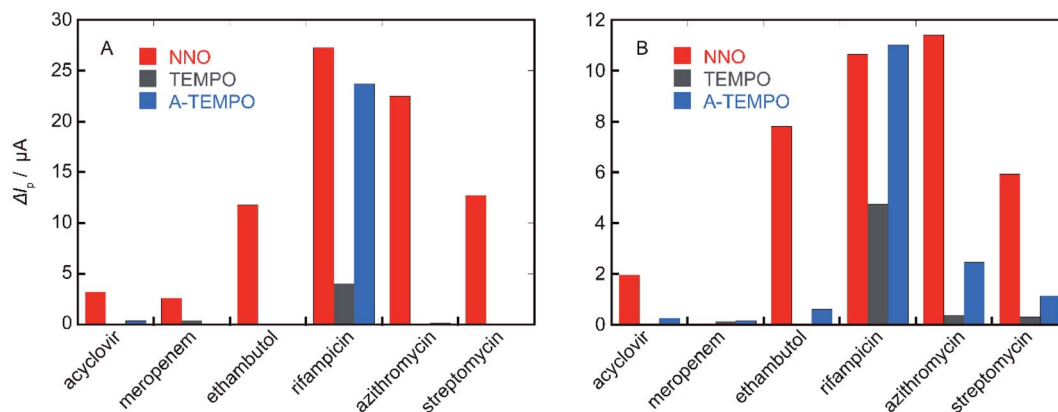 A
NNO
TEMPO
A-TEMPO
ΔIp / μA
30
25
20
15
10
5
0
acyclovir
meropenem
ethambutol
rifampicin
azithromycin
streptomycin
B
NNO
TEMPO
A-TEMPO
12
10
8
6
4
2
0
acyclovir
meropenem
ethambutol
rifampicin
azithromycin
streptomycin